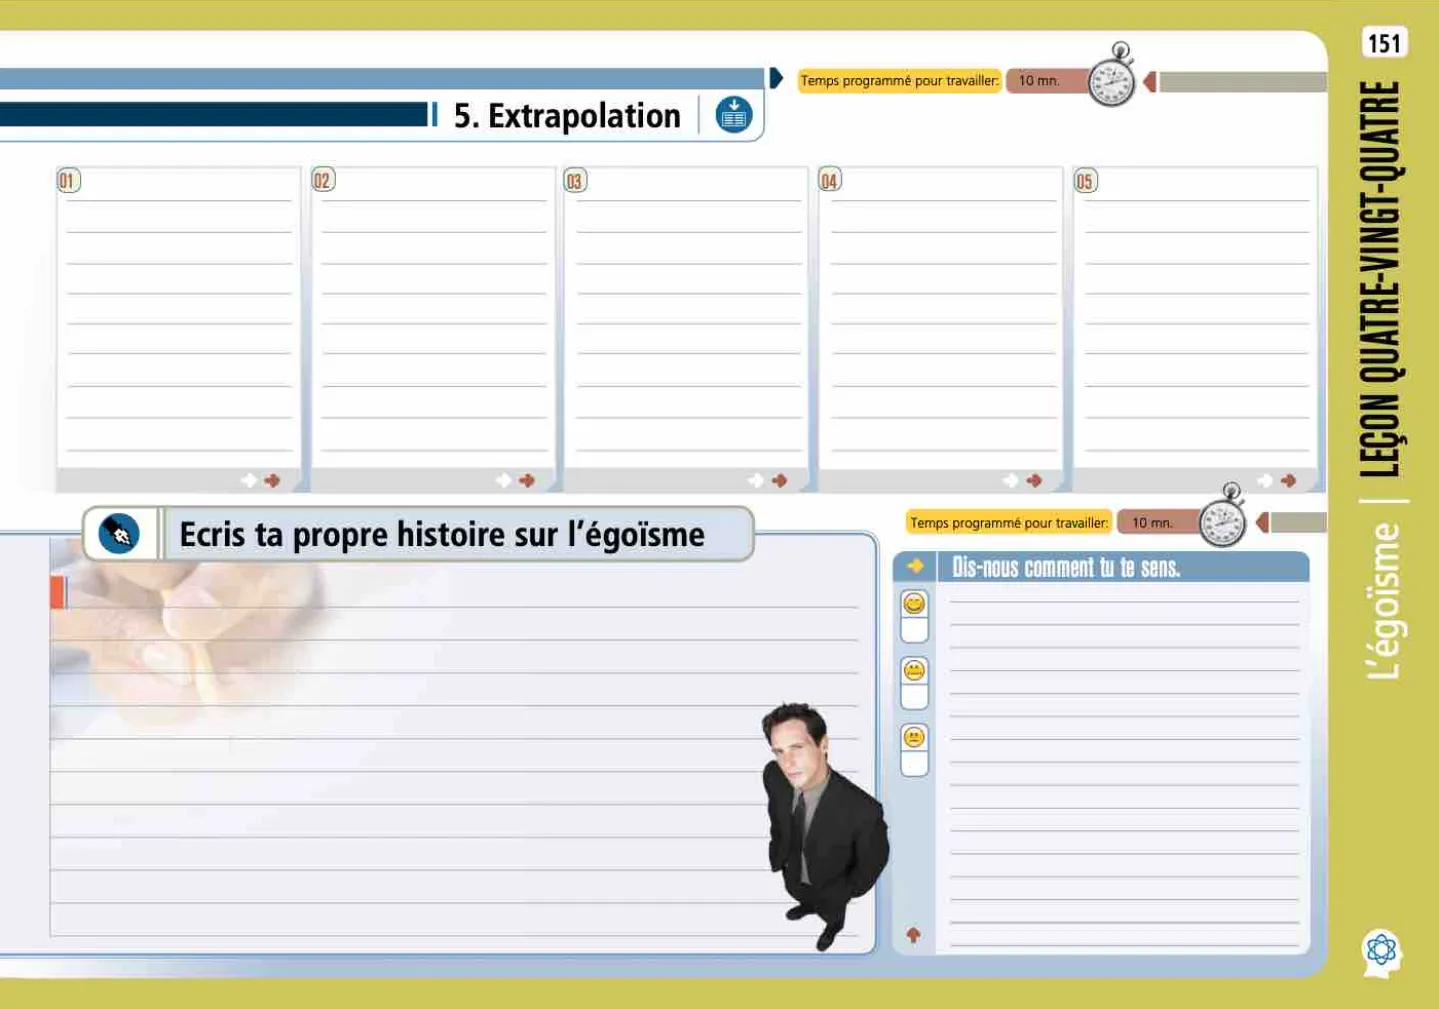 151
Temps programmé pour travailler:
10 mn.
5. Extrapolation
01
02
03
04
05
Ecris ta propre histoire sur l'égoïsme
Temps programmé pour travailler:
10 mn.
Dis-nous comment tu te sens.
LEÇON QUATRE-VINGT-QUATRE
L'égoïsme